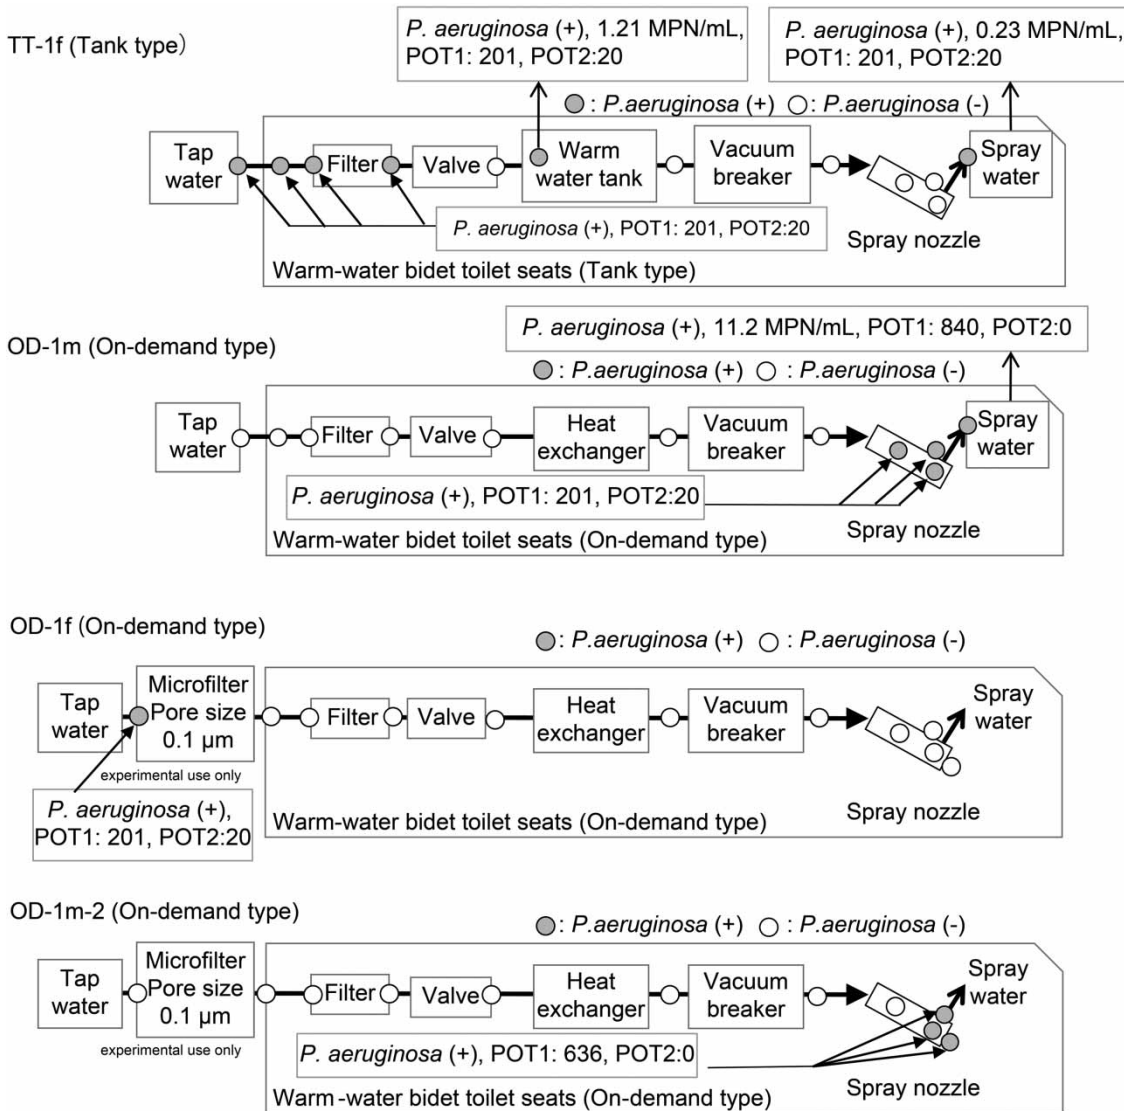 TT-1f (Tank type)
P. aeruginosa (+), 1.21 MPN/mL,
POT1: 201, POT2:20
P. aeruginosa (+), 0.23 MPN/mL,
POT1: 201, POT2:20
: P.aeruginosa (+) : P.aeruginosa (-)
Tap
water
Filter
Valve
Warm
water tank
Vacuum
breaker
Spray
water
P. aeruginosa (+), POT1: 201, POT2:20
Spray nozzle
Warm-water bidet toilet seats (Tank type)
OD-1m (On-demand type)
P. aeruginosa (+), 11.2 MPN/mL, POT1: 840, POT2:0
: P.aeruginosa (+) : P.aeruginosa (-)
Tap
water
Filter
Valve
Heat
exchanger
Vacuum
breaker
Spray
water
P. aeruginosa (+), POT1: 201, POT2:20
Spray nozzle
Warm-water bidet toilet seats (On-demand type)
OD-1f (On-demand type)
: P.aeruginosa (+) : P.aeruginosa (-)
Tap
water
Microfilter
Pore size
0.1 µm
experimental use only
Filter
Valve
Heat
exchanger
Vacuum
breaker
Spray
water
P. aeruginosa (+),
POT1: 201, POT2:20
Spray nozzle
Warm-water bidet toilet seats (On-demand type)
OD-1m-2 (On-demand type)
: P.aeruginosa (+) : P.aeruginosa (-)
Tap
water
Microfilter
Pore size
0.1 µm
experimental use only
Filter
Valve
Heat
exchanger
Vacuum
breaker
Spray
water
P. aeruginosa (+), POT1: 636, POT2:0
Spray nozzle
Warm-water bidet toilet seats (On-demand type)